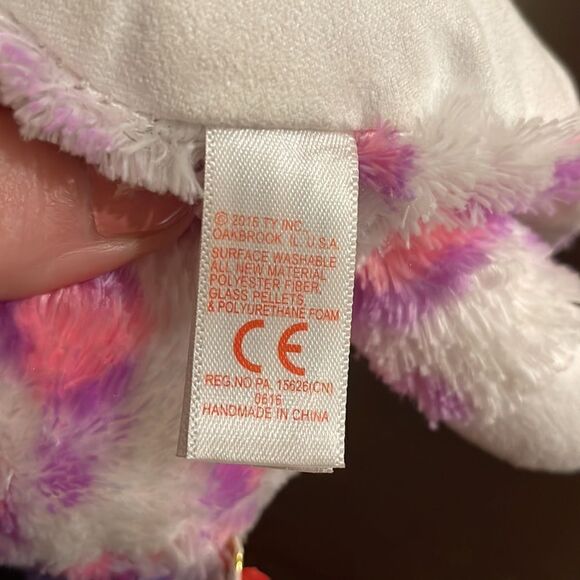 © 2015 TY INC.
OAKBROOK IL. U.S.A.
SURFACE WASHABLE
ALL NEW MATERIAL
POLYESTER FIBER,
GLASS PELLETS
& POLYURETHANE FOAM
CE
REG.NO PA. 15626(CN)
0616
HANDMADE IN CHINA